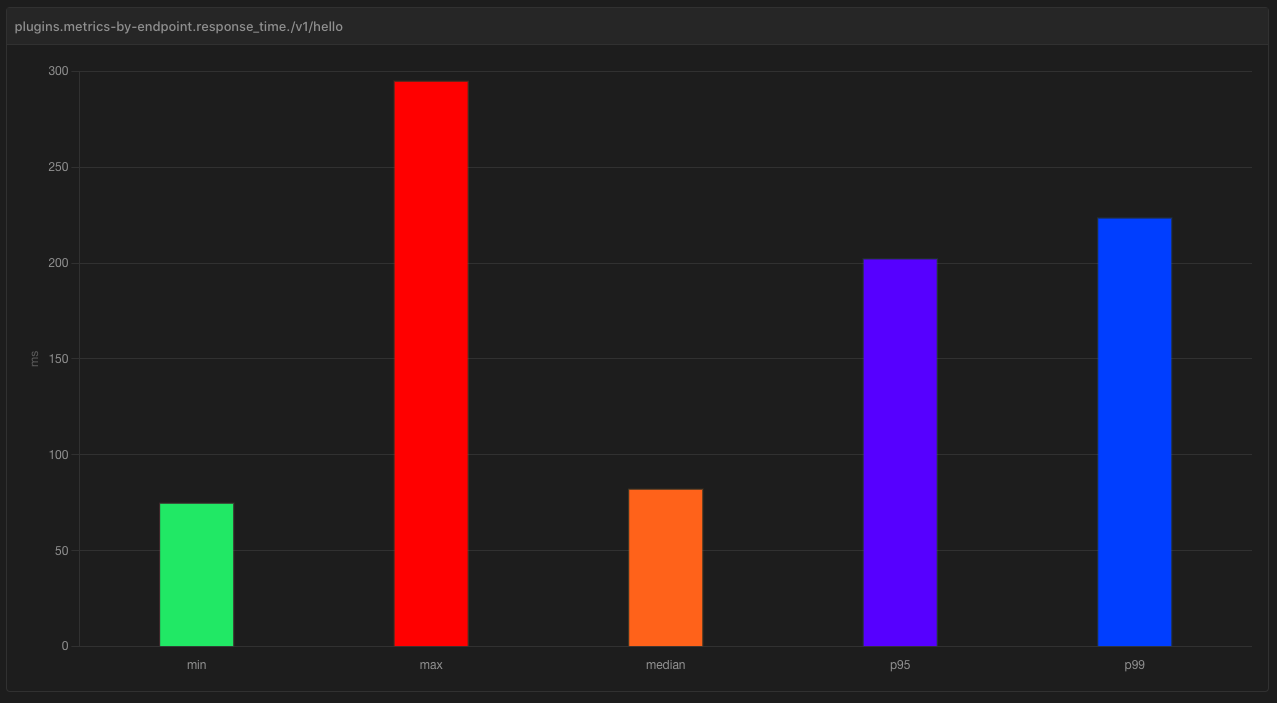 plugins.metrics-by-endpoint.response_time./v1/hello
300
250
200
150
100
50
0
ms
min
max
median
p95
p99